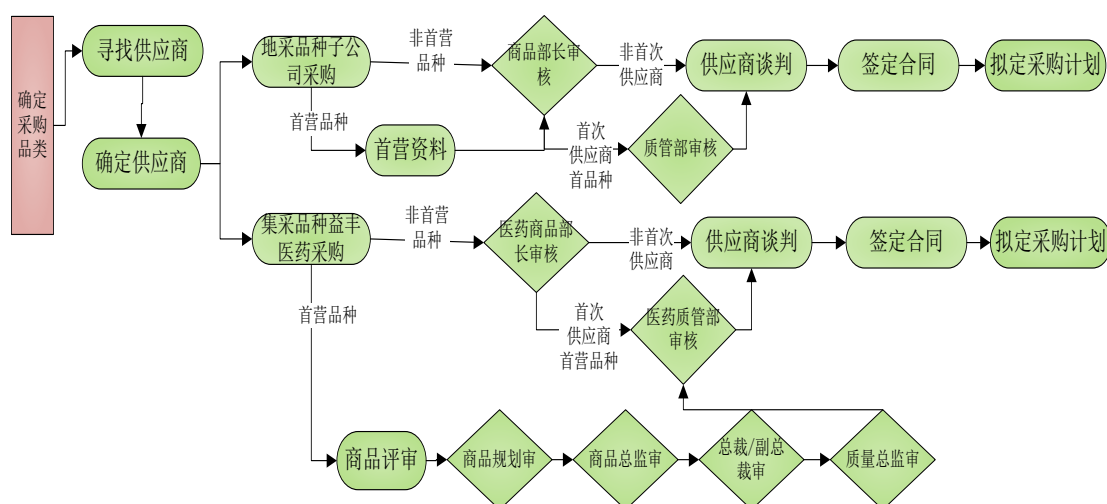 确定
采购
品类
寻找供应商
确定供应商
地采品种子公
司采购
非首营
品种
商品部长审
核
非首次
供应商
供应商谈判
签定合同
拟定采购计划
首营品种
首营资料
首次
供应商
首品种
质管部审核
集采品种益丰
医药采购
非首营
品种
医药商品部
长审核
非首次
供应商
供应商谈判
签定合同
拟定采购计划
首营品种
首次
供应商
首营品种
医药质管部
审核
商品评审
商品规划审
商品总监审
总裁/副总
裁审
质量总监审